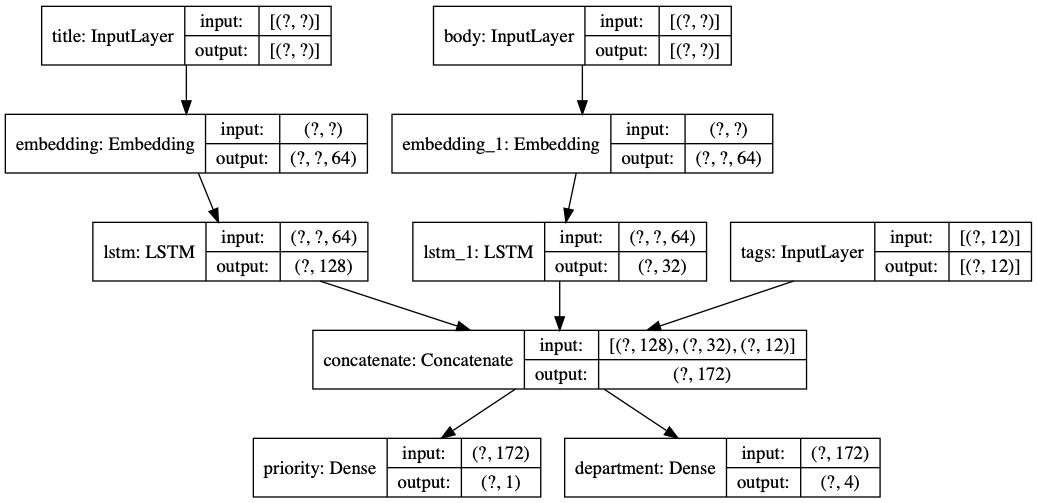 title: InputLayer input: [(?, ?)]
output: [(?, ?)]
body: InputLayer input: [(?, ?)]
output: [(?, ?)]
embedding: Embedding input: (?, ?)
output: (?, ?, 64)
embedding_1: Embedding input: (?, ?)
output: (?, ?, 64)
lstm: LSTM input: (?, ?, 64)
output: (?, 128)
lstm_1: LSTM input: (?, ?, 64)
output: (?, 32)
tags: InputLayer input: [(?, 12)]
output: [(?, 12)]
concatenate: Concatenate input: [(?, 128), (?, 32), (?, 12)]
output: (?, 172)
priority: Dense input: (?, 172)
output: (?, 1)
department: Dense input: (?, 172)
output: (?, 4)